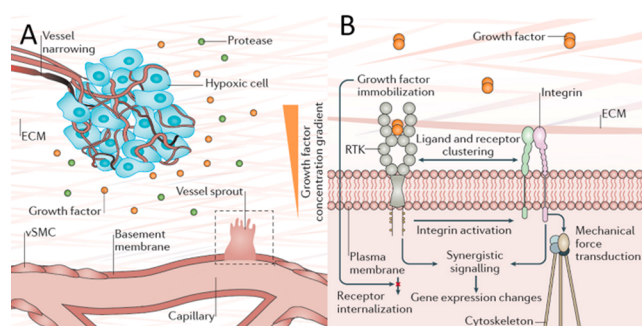 A
Vessel
narrowing
Protease
Hypoxic cell
ECM
Growth factor
concentration gradient
Vessel sprout
Growth factor
vSMC
Basement
membrane
Capillary
B
Growth factor
Growth factor
immobilization
Integrin
ECM
Ligand and receptor
clustering
RTK
Integrin activation
Mechanical
force
transduction
Plasma
membrane
Synergistic
signalling
Receptor
internalization
Gene expression changes
Cytoskeleton